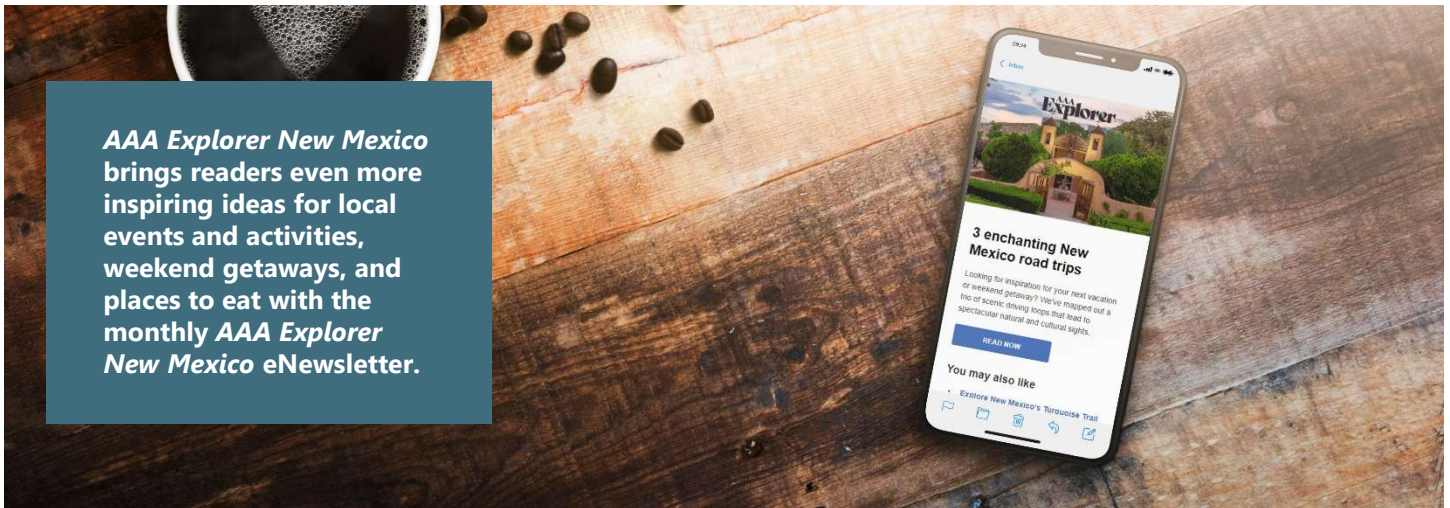 AAA Explorer New Mexico
brings readers even more
inspiring ideas for local
events and activities,
weekend getaways, and
places to eat with the
monthly AAA Explorer
New Mexico eNewsletter.
09:24
Inbox
AAA
Explorer
3 enchanting New
Mexico road trips
Looking for inspiration for your next vacation
or weekend getaway? We've mapped out a
trio of scenic driving loops that lead to
spectacular natural and cultural sights.
READ NOW
You may also like
Explore New Mexico's Turquoise Trail